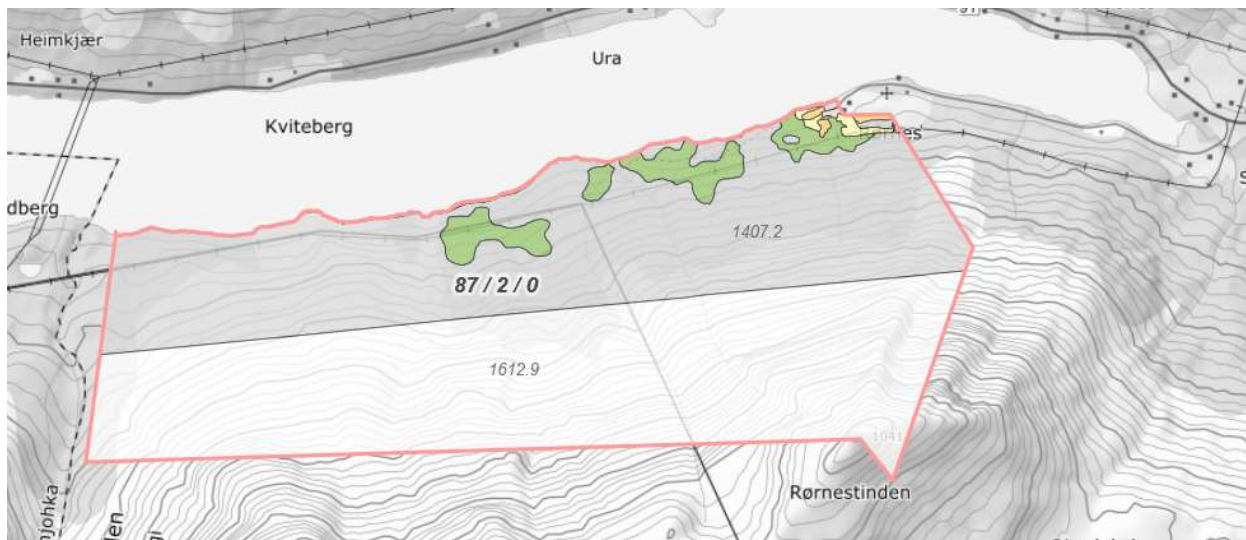 Heimkjær
Ura
Kviteberg
dberg
1407.2
87 / 2 / 0
1612.9
1041
Rørnestinden